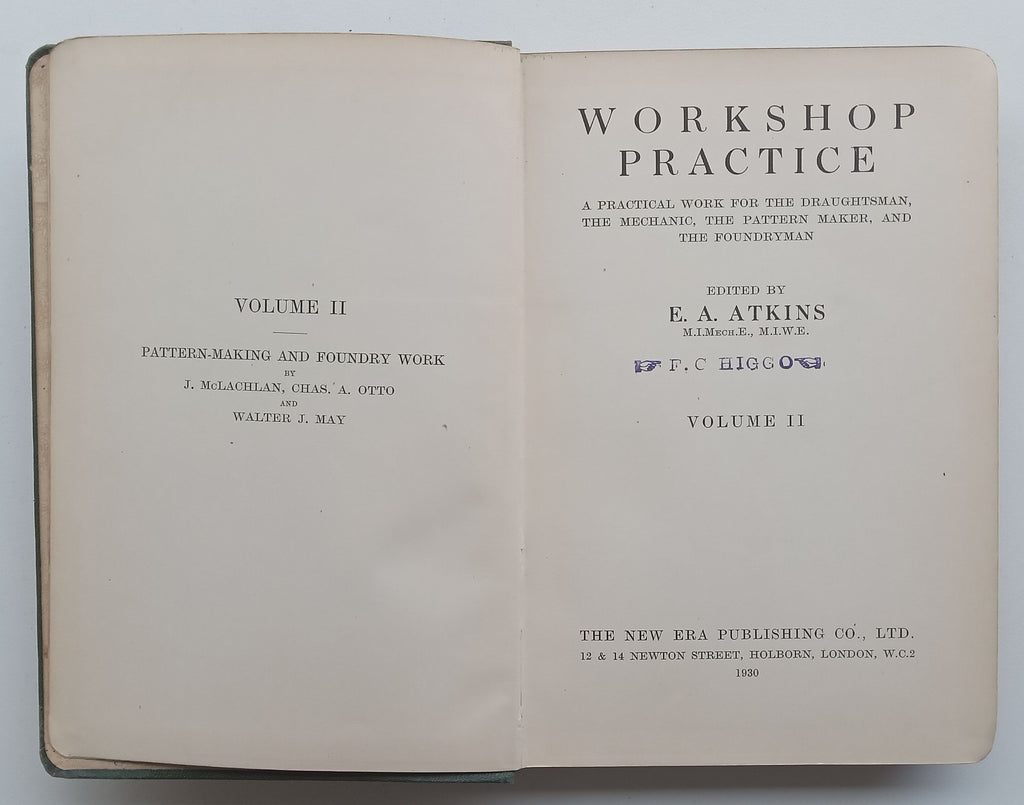 VOLUME II
PATTERN-MAKING AND FOUNDRY WORK
BY
J. McLACHLAN, CHAS. A. OTTO
AND
WALTER J. MAY
WORKSHOP
PRACTICE
A PRACTICAL WORK FOR THE DRAUGHTSMAN,
THE MECHANIC, THE PATTERN MAKER, AND
THE FOUNDRYMAN
EDITED BY
E. A. ATKINS
M.I.Mech.E., M.I.W.E.
F. C HIGGO
VOLUME II
THE NEW ERA PUBLISHING CO., LTD.
12 & 14 NEWTON STREET, HOLBORN, LONDON, W.C.2
1930